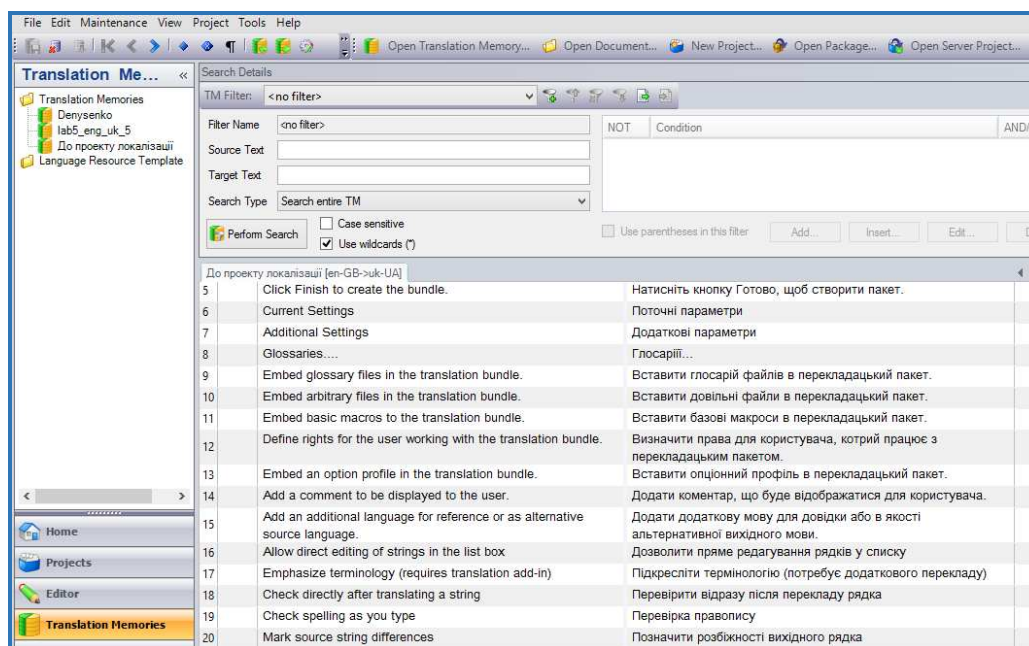 File Edit Maintenance View Project Tools Help
Open Translation Memory... Open Document... New Project... Open Package... Open Server Project...
Translation Me... «
Translation Memories
Denysenko
lab5_eng_uk_5
До проекту локалізації
Language Resource Template
Home
Projects
Editor
Translation Memories
Search Details
TM Filter: <no filter>
Filter Name <no filter>
Source Text
Target Text
Search Type Search entire TM
Perform Search
Case sensitive
Use wildcards (*)
NOT Condition AND/
Use parentheses in this filter Add... Insert... Edit...
До проекту локалізації [en-GB->uk-UA]
5 Click Finish to create the bundle. Натисніть кнопку Готово, щоб створити пакет.
6 Current Settings Поточні параметри
7 Additional Settings Додаткові параметри
8 Glossaries.... Глосаріїі...
9 Embed glossary files in the translation bundle. Вставити глосарій файлів в перекладацький пакет.
10 Embed arbitrary files in the translation bundle. Вставити довільні файли в перекладацький пакет.
11 Embed basic macros to the translation bundle. Вставити базові макроси в перекладацький пакет.
12 Define rights for the user working with the translation bundle. Визначити права для користувача, котрий працює з
перекладацьким пакетом.
13 Embed an option profile in the translation bundle. Вставити опціонний профіль в перекладацький пакет.
14 Add a comment to be displayed to the user. Додати коментар, що буде відображатися для користувача.
15 Add an additional language for reference or as alternative Додати додаткову мову для довідки або в якості
source language. альтернативної вихідного мови.
16 Allow direct editing of strings in the list box Дозволити пряме редагування рядків у списку
17 Emphasize terminology (requires translation add-in) Підкресліти термінологію (потребує додаткового перекладу)
18 Check directly after translating a string Перевірити відразу після перекладу рядка
19 Check spelling as you type Перевірка правопису
20 Mark source string differences Позначити розбіжності вихідного рядка